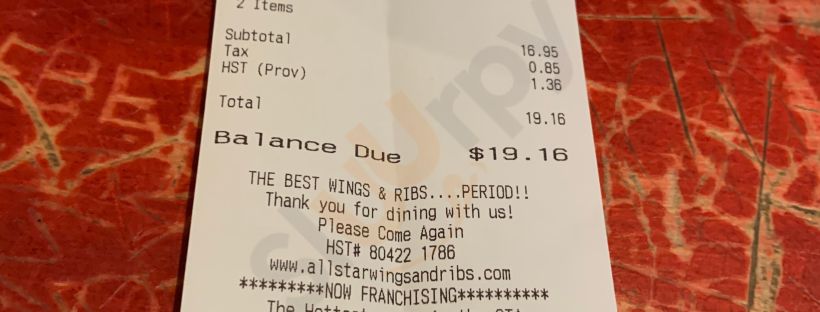 2 Items
Subtotal 16.95
Tax 0.85
HST (Prov) 1.36
Total 19.16
Balance Due $19.16
THE BEST WINGS & RIBS....PERIOD!!
Thank you for dining with us!
Please Come Again
HST# 80422 1786
www.allstarwingsandribs.com
*********NOW FRANCHISING**********
The